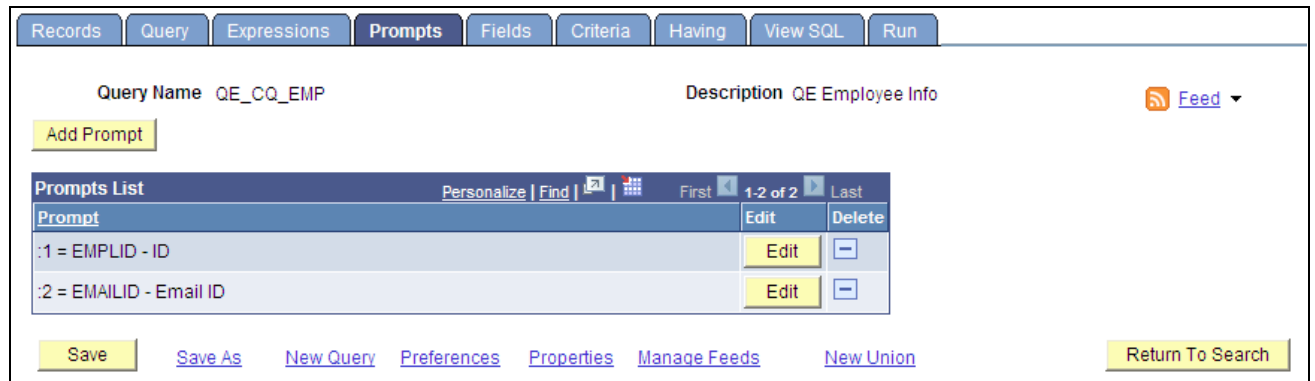 Records Query Expressions Prompts Fields Criteria Having View SQL Run
Query Name QE_CQ_EMP Description QE Employee Info Feed
Add Prompt
Prompts List Personalize | Find | | First 1-2 of 2 Last
Prompt Edit Delete
:1 = EMPLID - ID Edit
:2 = EMAILID - Email ID Edit
Save Save As New Query Preferences Properties Manage Feeds New Union Return To Search